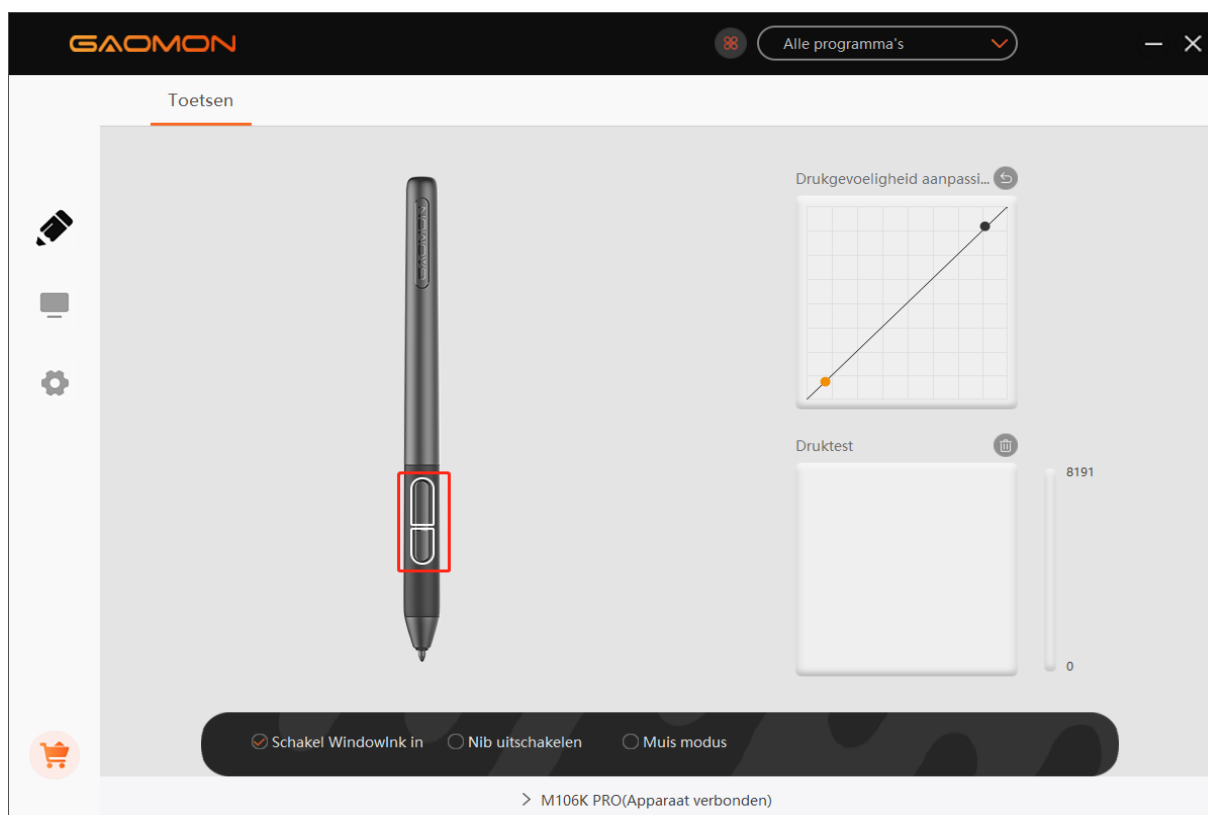 GAOMON
Alle programma's
Toetsen
GAOMON
Drukgevoeligheid aanpassi...
Druktest
8191
0
Schakel WindowInk in
Nib uitschakelen
Muis modus
M106K PRO(Apparaat verbonden)